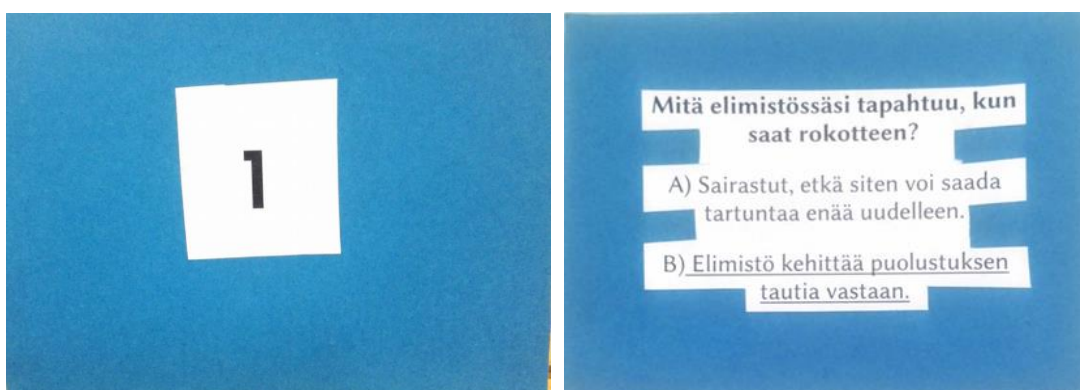 1
Mitä elimistössäsi tapahtuu, kun
saat rokotteen?
A) Sairastut, etkä siten voi saada
tartuntaa enää uudelleen.
B) Elimistö kehittää puolustuksen
tautia vastaan.